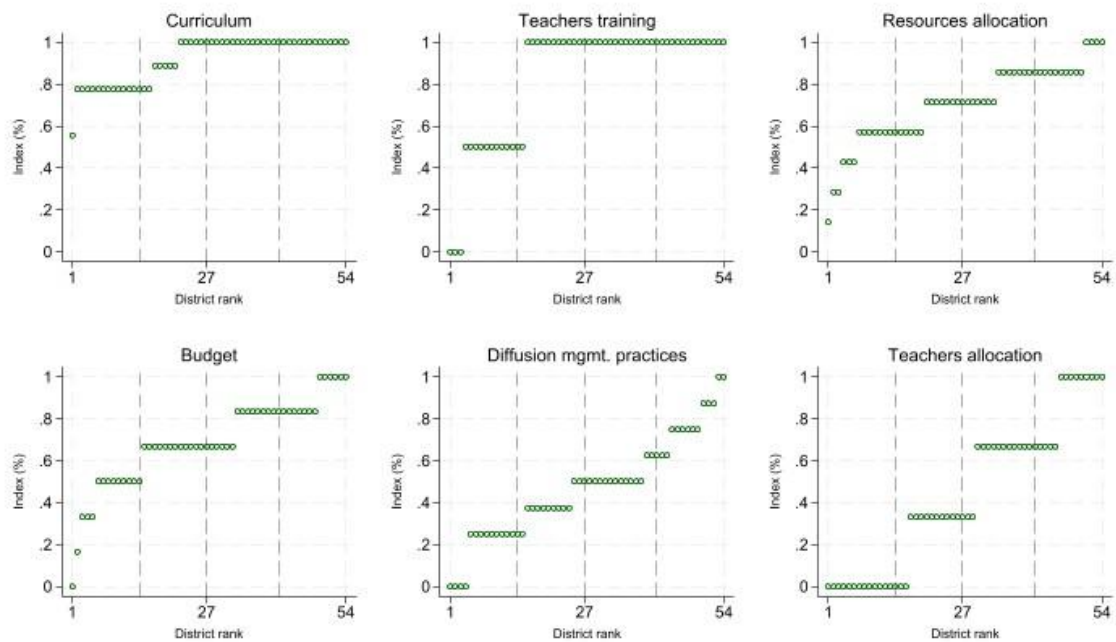 Curriculum
1
.8
.6
.4
.2
0
Index (%)
1 27 54
District rank
Teachers training
1
.8
.6
.4
.2
0
Index (%)
1 27 54
District rank
Resources allocation
1
.8
.6
.4
.2
0
Index (%)
1 27 54
District rank
Budget
1
.8
.6
.4
.2
0
Index (%)
1 27 54
District rank
Diffusion mgmt. practices
1
.8
.6
.4
.2
0
Index (%)
1 27 54
District rank
Teachers allocation
1
.8
.6
.4
.2
0
Index (%)
1 27 54
District rank